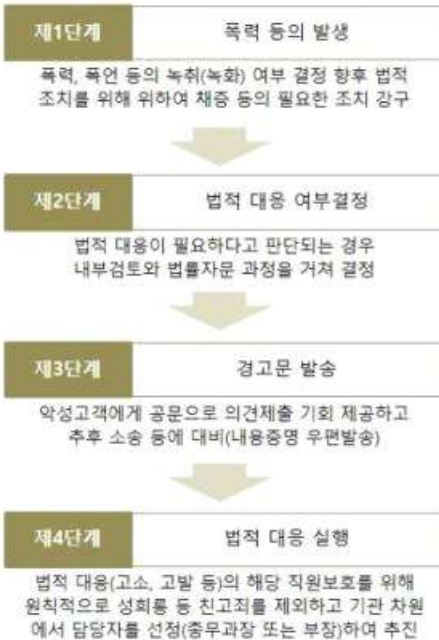 제1단계 폭력 등의 발생
폭력, 폭언 등의 녹취(녹화) 여부 결정 향후 법적
조치를 위해 위하여 채증 등의 필요한 조치 강구
제2단계 법적 대응 여부결정
법적 대응이 필요하다고 판단되는 경우
내부검토와 법률자문 과정을 거쳐 결정
제3단계 경고문 발송
악성고객에게 공문으로 의견제출 기회 제공하고
추후 소송 등에 대비(내용증명 우편발송)
제4단계 법적 대응 실행
법적 대응(고소, 고발 등)의 해당 직원보호를 위해
원칙적으로 성희롱 등 친고죄를 제외하고 기관 차원
에서 담당자를 선정(총무과장 또는 부장)하여 추진